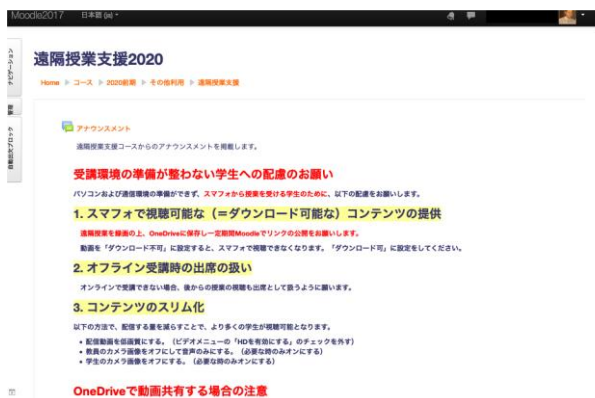 Moodle2017 日本語 (ja)
遠隔授業支援2020
Home コース 2020前期 その他利用 遠隔授業支援
ナビゲーション
管理
アナウンスメント
遠隔授業支援コースからのアナウンスメントを掲載します。
受講環境の準備が整わない学生への配慮のお願い
パソコンおよび通信環境の準備ができず、スマフォから授業を受ける学生のために、以下の配慮をお願いします。
1. スマフォで視聴可能な（=ダウンロード可能な）コンテンツの提供
遠隔授業を録画の上、OneDriveに保存し一定期間Moodleでリンクの公開をお願いします。
動画を「ダウンロード不可」に設定すると、スマフォで視聴できなくなります。「ダウンロード可」に設定をしてください。
2. オフライン受講時の出席の扱い
オンラインで受講できない場合、後からの授業の視聴も出席として扱うように願います。
3. コンテンツのスリム化
以下の方法で、配信する量を減らすことで、より多くの学生が視聴可能となります。
• 配信動画を低画質にする。（ビデオメニューの「HDを有効にする」のチェックを外す）
• 教員のカメラ画像をオフにして音声のみにする。（必要な時のみオンにする）
• 学生のカメラ画像をオフにする。（必要な時のみオンにする）
OneDriveで動画共有する場合の注意